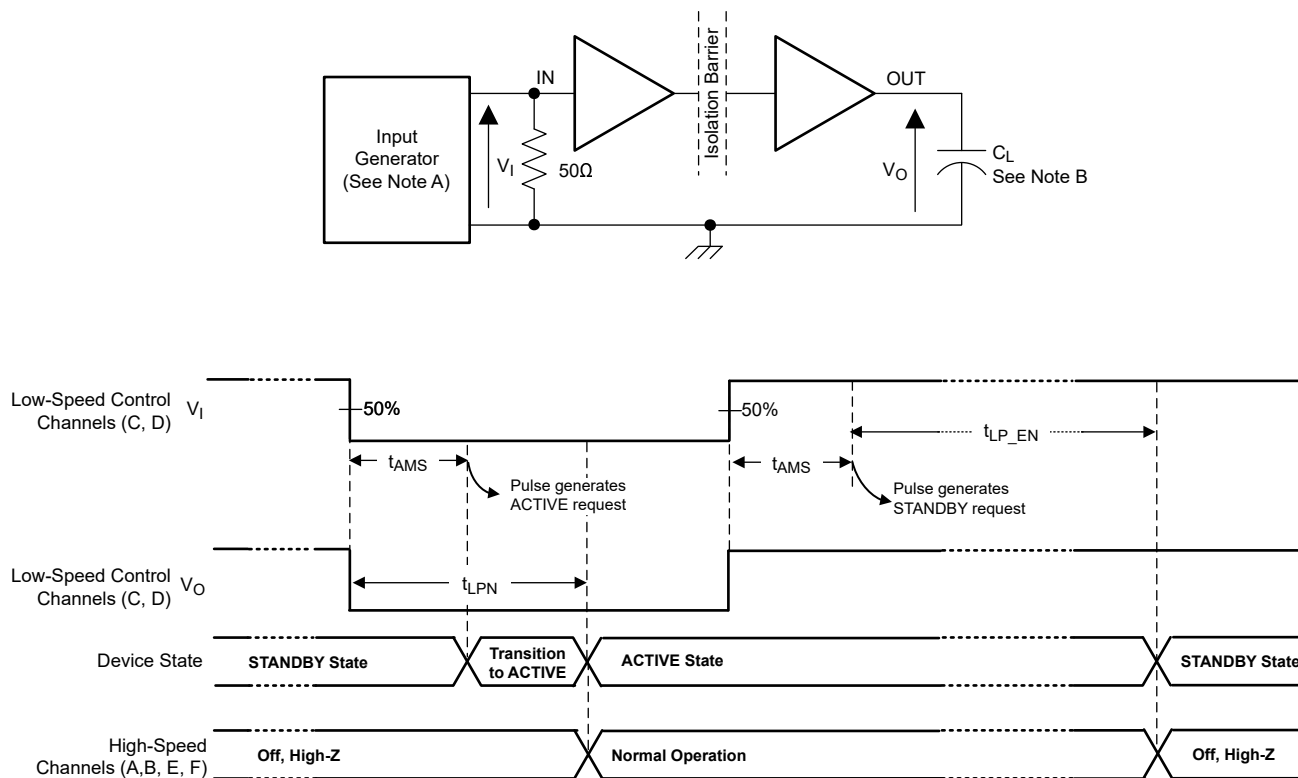 Input
Generator
(See Note A)
V_I
IN
50Ω
Isolation Barrier
OUT
V_O
C_L
See Note B
Low-Speed Control
Channels (C, D)
V_I
50%
50%
t_AMS
Pulse generates
ACTIVE request
t_AMS
t_LP_EN
Pulse generates
STANDBY request
Low-Speed Control
Channels (C, D)
V_O
t_LPN
Device State
STANDBY State
Transition
to ACTIVE
ACTIVE State
STANDBY State
High-Speed
Channels (A,B, E, F)
Off, High-Z
Normal Operation
Off, High-Z